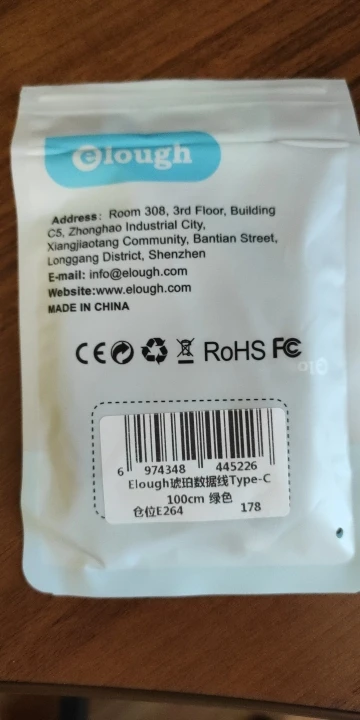 elough
Address: Room 308, 3rd Floor, Building
C5, Zhonghao Industrial City,
Xiangjiaotang Community, Bantian Street,
Longgang District, Shenzhen
E-mail: info@elough.com
Website:www.elough.com
MADE IN CHINA
CE RoHS FC
6 974348 445226
Elough琥珀数据线Type-C
100cm 绿色
仓位E264 178